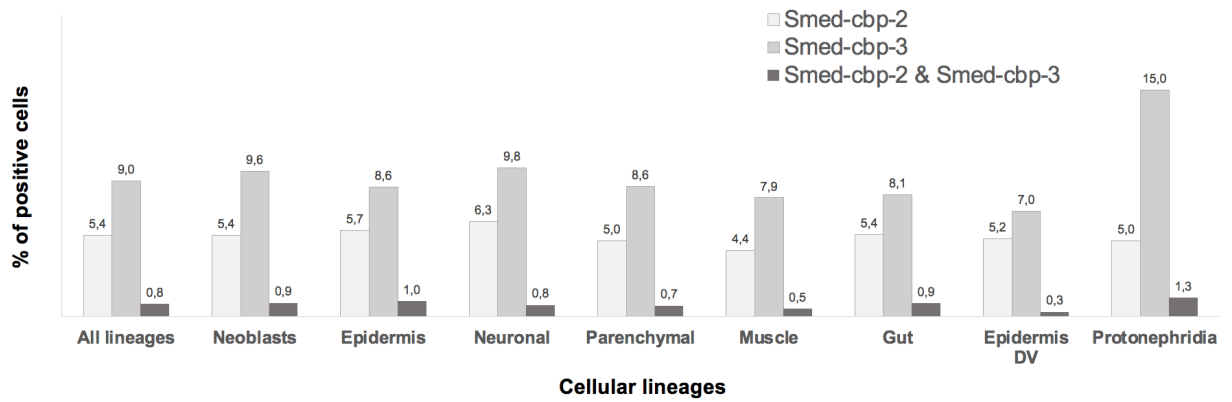 Smed-cbp-2
Smed-cbp-3
Smed-cbp-2 & Smed-cbp-3
% of positive cells
5,4 9,0 0,8
5,4 9,6 0,9
5,7 8,6 1,0
6,3 9,8 0,8
5,0 8,6 0,7
4,4 7,9 0,5
5,4 8,1 0,9
5,2 7,0 0,3
5,0 15,0 1,3
All lineages
Neoblasts
Epidermis
Neuronal
Parenchymal
Muscle
Gut
Epidermis
DV
Protonephridia
Cellular lineages